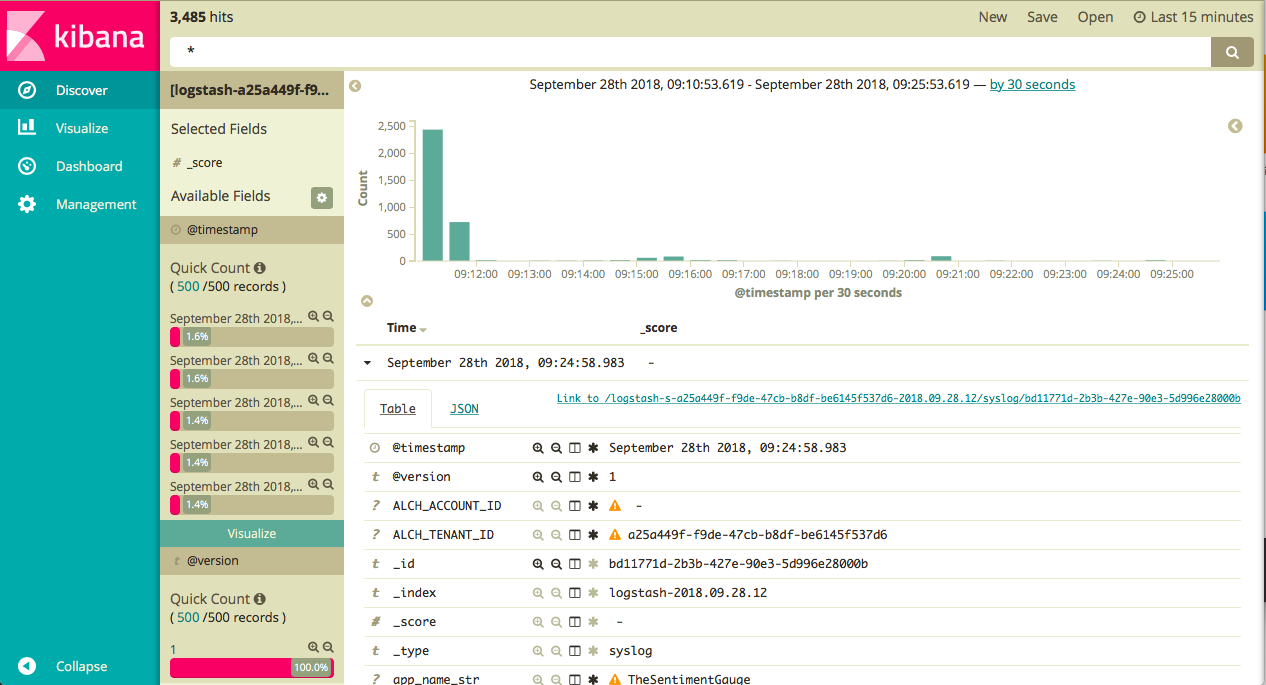 kibana
Discover
Visualize
Dashboard
Management
Collapse
3,485 hits
New Save Open Last 15 minutes
*
[logstash-a25a449f-f9...
Selected Fields
# _score
Available Fields
@timestamp
Quick Count
( 500 /500 records )
September 28th 2018,...
1.6%
September 28th 2018,...
1.6%
September 28th 2018,...
1.4%
September 28th 2018,...
1.4%
September 28th 2018,...
1.4%
Visualize
t @version
Quick Count
( 500 /500 records )
1
100.0%
September 28th 2018, 09:10:53.619 - September 28th 2018, 09:25:53.619 — by 30 seconds
Count
2,500
2,000
1,500
1,000
500
0
09:12:00 09:13:00 09:14:00 09:15:00 09:16:00 09:17:00 09:18:00 09:19:00 09:20:00 09:21:00 09:22:00 09:23:00 09:24:00 09:25:00
@timestamp per 30 seconds
Time _score
September 28th 2018, 09:24:58.983 -
Table JSON Link to /logstash-s-a25a449f-f9de-47cb-b8df-be6145f537d6-2018.09.28.12/syslog/bd11771d-2b3b-427e-90e3-5d996e28000b
@timestamp September 28th 2018, 09:24:58.983
t @version 1
? ALCH_ACCOUNT_ID -
? ALCH_TENANT_ID a25a449f-f9de-47cb-b8df-be6145f537d6
t _id bd11771d-2b3b-427e-90e3-5d996e28000b
t _index logstash-2018.09.28.12
# _score -
t _type syslog
? app_name_str TheSentimentGauge